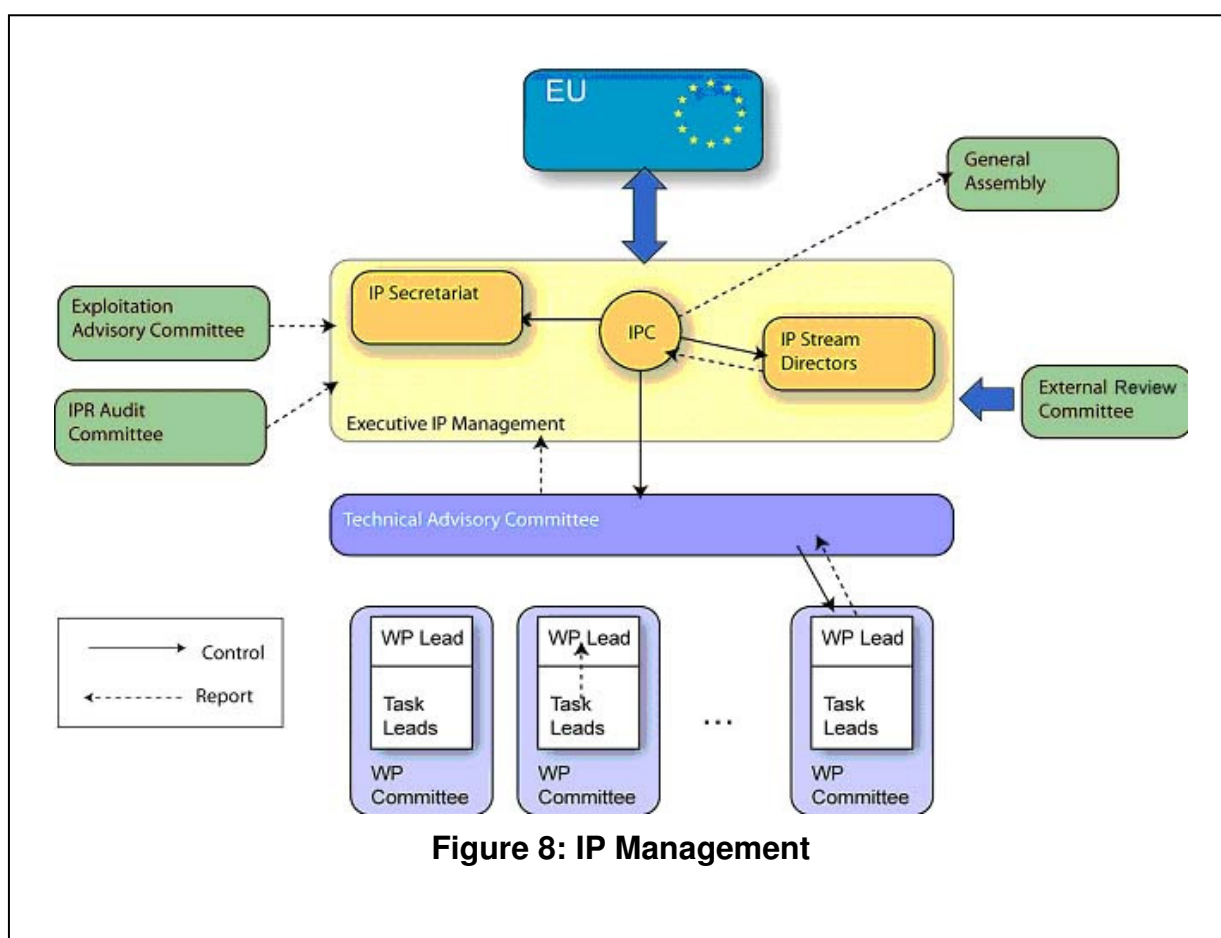 EU
General
Assembly
IP Secretariat
Exploitation
Advisory Committee
IPC
IP Stream
Directors
External Review
Committee
IPR Audit
Committee
Executive IP Management
Technical Advisory Committee
Control
Report
WP Lead
Task
Leads
WP
Committee
WP Lead
Task
Leads
WP
Committee
...
WP Lead
Task
Leads
WP
Committee
Figure 8: IP Management